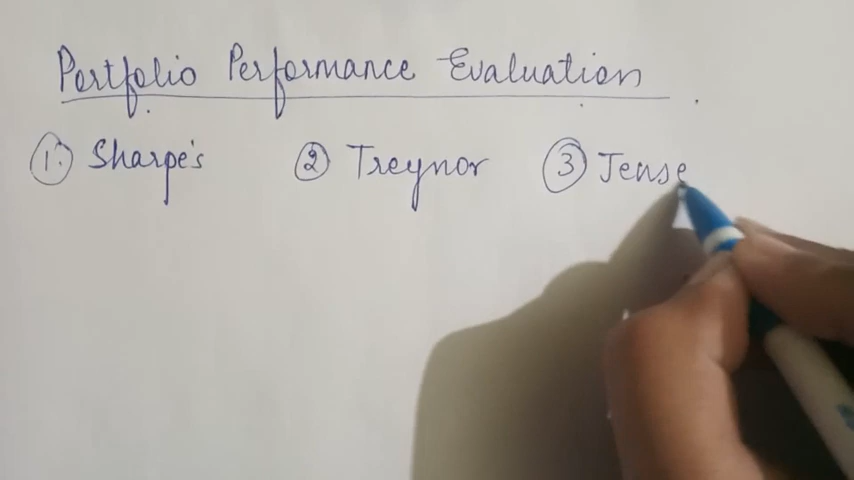 Portfolio Performance Evaluation
1. Sharpe's 2 Treynor 3 Jense